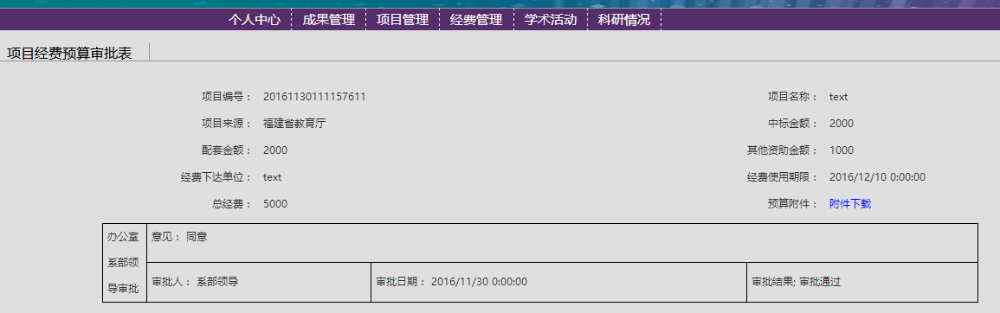 个人中心 成果管理 项目管理 经费管理 学术活动 科研情况
项目经费预算审批表
项目编号： 20161130111157611 项目名称： text
项目来源： 福建省教育厅 中标金额： 2000
配套金额： 2000 其他资助金额： 1000
经费下达单位： text 经费使用期限： 2016/12/10 0:00:00
总经费： 5000 预算附件： 附件下载
办公室
系部领
导审批
意见： 同意
审批人： 系部领导 审批日期： 2016/11/30 0:00:00 审批结果; 审批通过